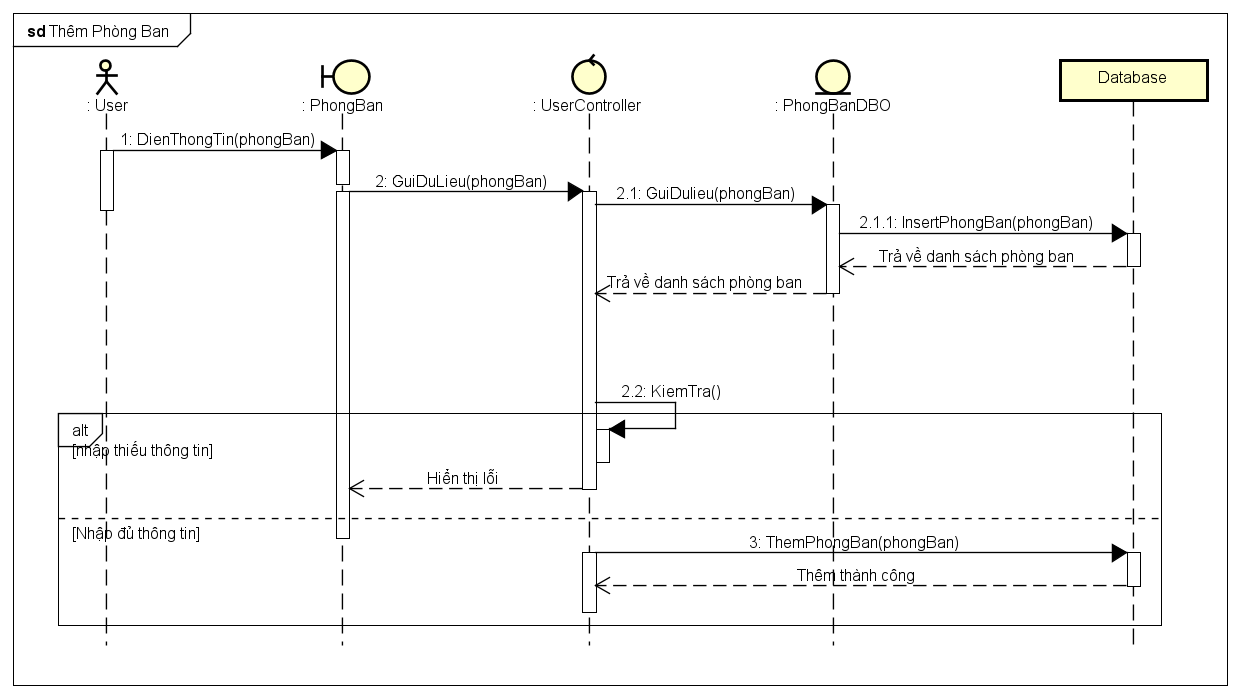 sd Thêm Phòng Ban
: User
: PhongBan
: UserController
: PhongBanDBO
Database
1: DienThongTin(phongBan)
2: GuiDuLieu(phongBan)
2.1: GuiDulieu(phongBan)
2.1.1: InsertPhongBan(phongBan)
Trả về danh sách phòng ban
Trả về danh sách phòng ban
2.2: KiemTra()
alt
[nhập thiếu thông tin]
Hiển thị lỗi
[Nhập đủ thông tin]
3: ThemPhongBan(phongBan)
Thêm thành công